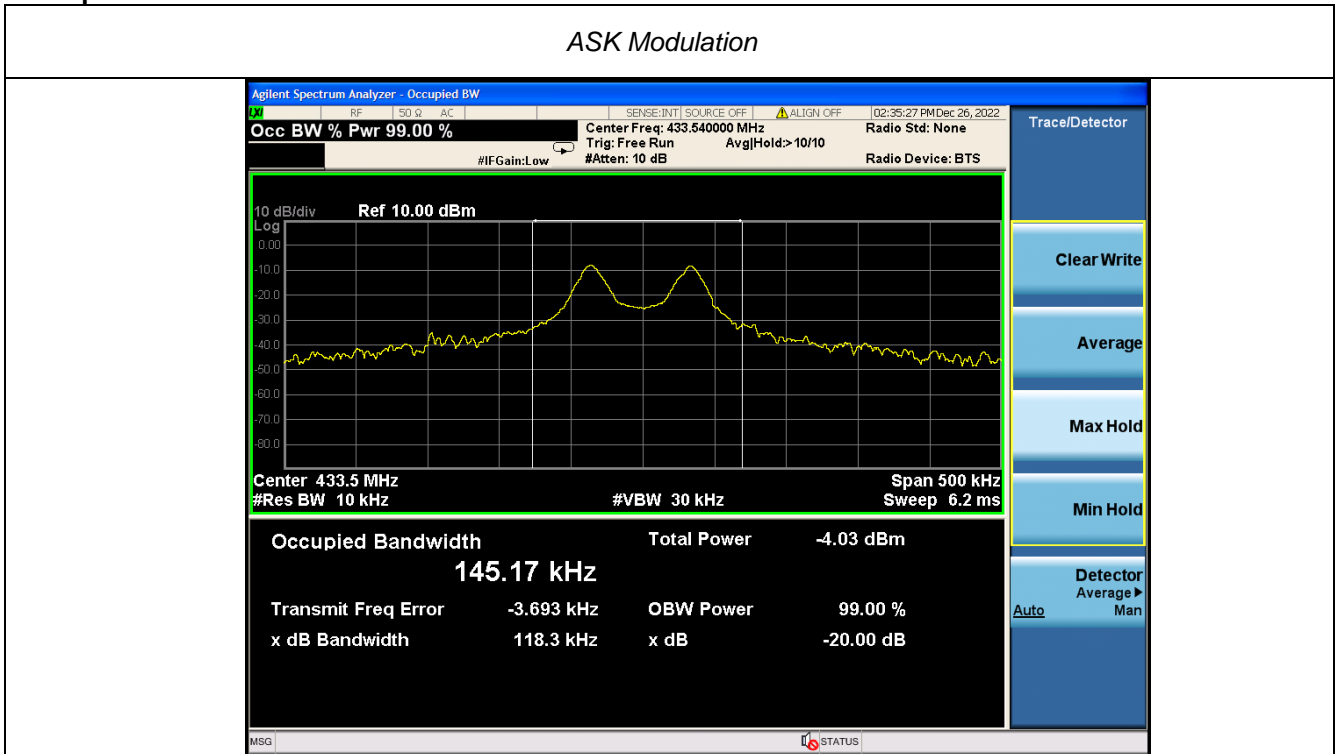 ASK Modulation
Agilent Spectrum Analyzer - Occupied BW
LXI RF 50 Ω AC SENSE:INT SOURCE OFF ALIGN OFF 02:35:27 PM Dec 26, 2022
Occ BW % Pwr 99.00 % Center Freq: 433.540000 MHz Radio Std: None
Trig: Free Run Avg|Hold:>10/10
#IFGain:Low #Atten: 10 dB Radio Device: BTS
Trace/Detector
10 dB/div Ref 10.00 dBm
Log
0.00
-10.0
-20.0
-30.0
-40.0
-50.0
-60.0
-70.0
-80.0
Center 433.5 MHz Span 500 kHz
#Res BW 10 kHz #VBW 30 kHz Sweep 6.2 ms
Occupied Bandwidth Total Power -4.03 dBm
145.17 kHz
Transmit Freq Error -3.693 kHz OBW Power 99.00 %
x dB Bandwidth 118.3 kHz x dB -20.00 dB
Clear Write
Average
Max Hold
Min Hold
Detector
Average
Auto Man
MSG STATUS